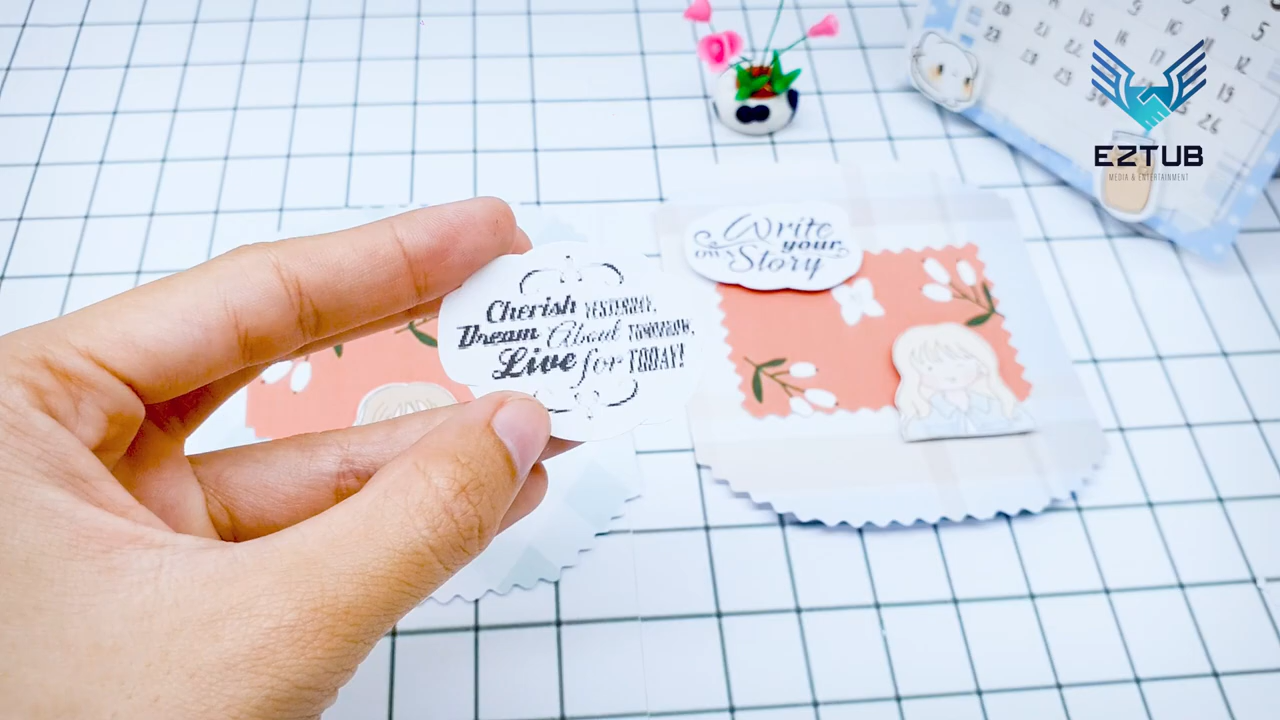 Cherish YESTERDAY,
Dream About TOMORROW,
Live for TODAY!
Write
your
own
Story
EZTUB
MEDIA & ENTERTAINMENT